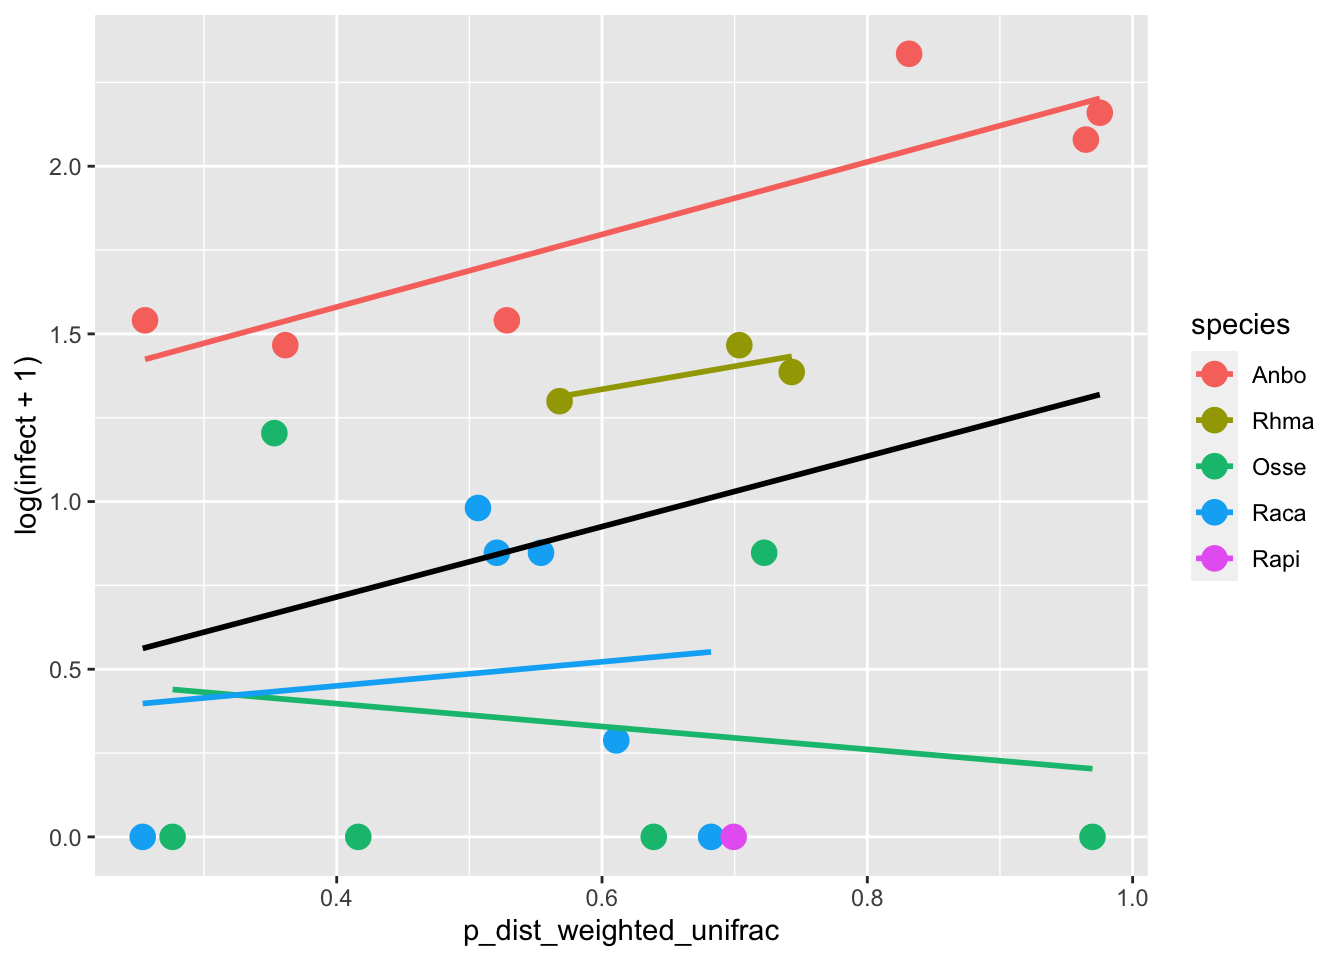 log(infect + 1)
2.0
1.5
1.0
0.5
0.0
0.4 0.6 0.8 1.0
p_dist_weighted_unifrac
species
Anbo
Rhma
Osse
Raca
Rapi